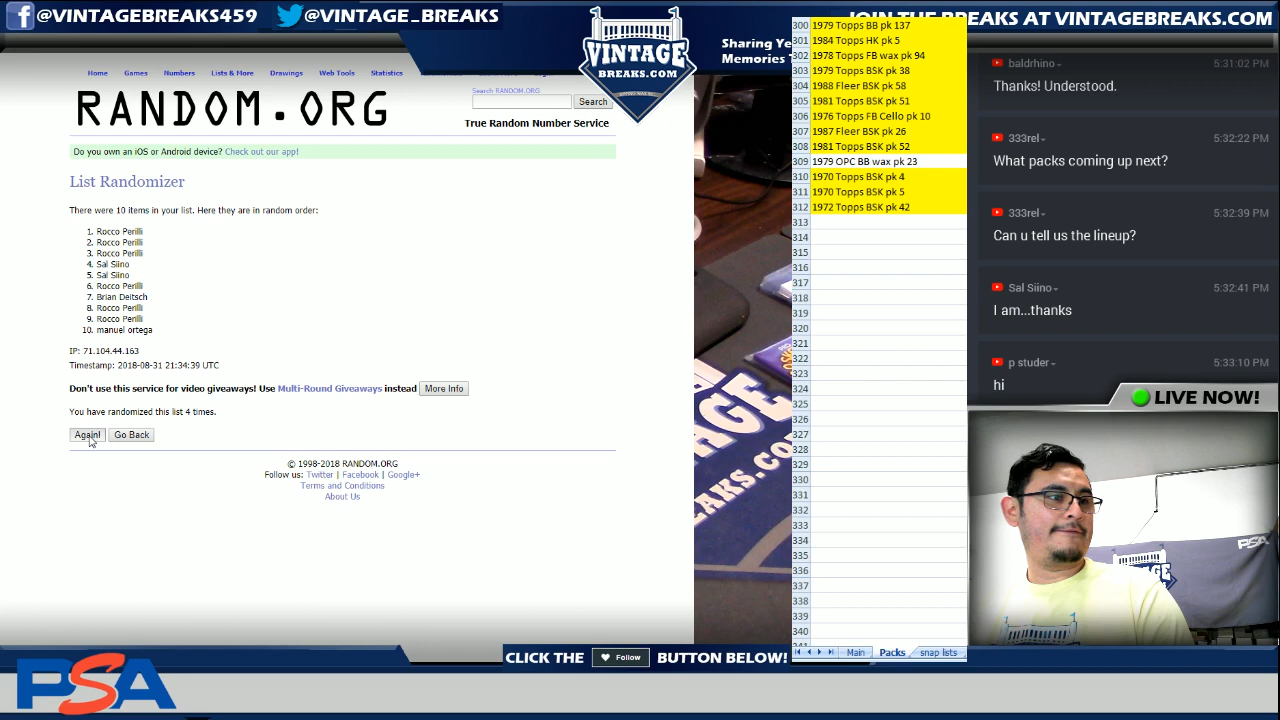 @VINTAGEBREAKS459 @VINTAGE_BREAKS
JOIN THE BREAKS AT VINTAGEBREAKS.COM
Sharing Ye
Memories T
VINTAGE
BREAKS.COM
Home Games Numbers Lists & More Drawings Web Tools Statistics
RANDOM.ORG
Search RANDOM.ORG
Search
True Random Number Service
Do you own an iOS or Android device? Check out our app!
List Randomizer
There were 10 items in your list. Here they are in random order:
1. Rocco Perilli
2. Rocco Perilli
3. Rocco Perilli
4. Sal Siino
5. Sal Siino
6. Rocco Perilli
7. Brian Deitsch
8. Rocco Perilli
9. Rocco Perilli
10. manuel ortega
IP: 71.104.44.163
Timestamp: 2018-08-31 21:34:39 UTC
Don't use this service for video giveaways! Use Multi-Round Giveaways instead More Info
You have randomized this list 4 times.
Again! Go Back
© 1998-2018 RANDOM.ORG
Follow us: Twitter | Facebook | Google+
Terms and Conditions
About Us
300 1979 Topps BB pk 137
301 1984 Topps HK pk 5
302 1978 Topps FB wax pk 94
303 1979 Topps BSK pk 38
304 1988 Fleer BSK pk 58
305 1981 Topps BSK pk 51
306 1976 Topps FB Cello pk 10
307 1987 Fleer BSK pk 26
308 1981 Topps BSK pk 52
309 1979 OPC BB wax pk 23
310 1970 Topps BSK pk 4
311 1970 Topps BSK pk 5
312 1972 Topps BSK pk 42
313
314
315
316
317
318
319
320
321
322
323
324
325
326
327
328
329
330
331
332
333
334
335
336
337
338
339
340
Main Packs snap lists
baldrhino 5:31:02 PM
Thanks! Understood.
333rel 5:32:22 PM
What packs coming up next?
333rel 5:32:39 PM
Can u tell us the lineup?
Sal Siino 5:32:41 PM
I am...thanks
p studer 5:33:10 PM
hi
LIVE NOW!
PSA
CLICK THE Follow BUTTON BELOW!
PSA